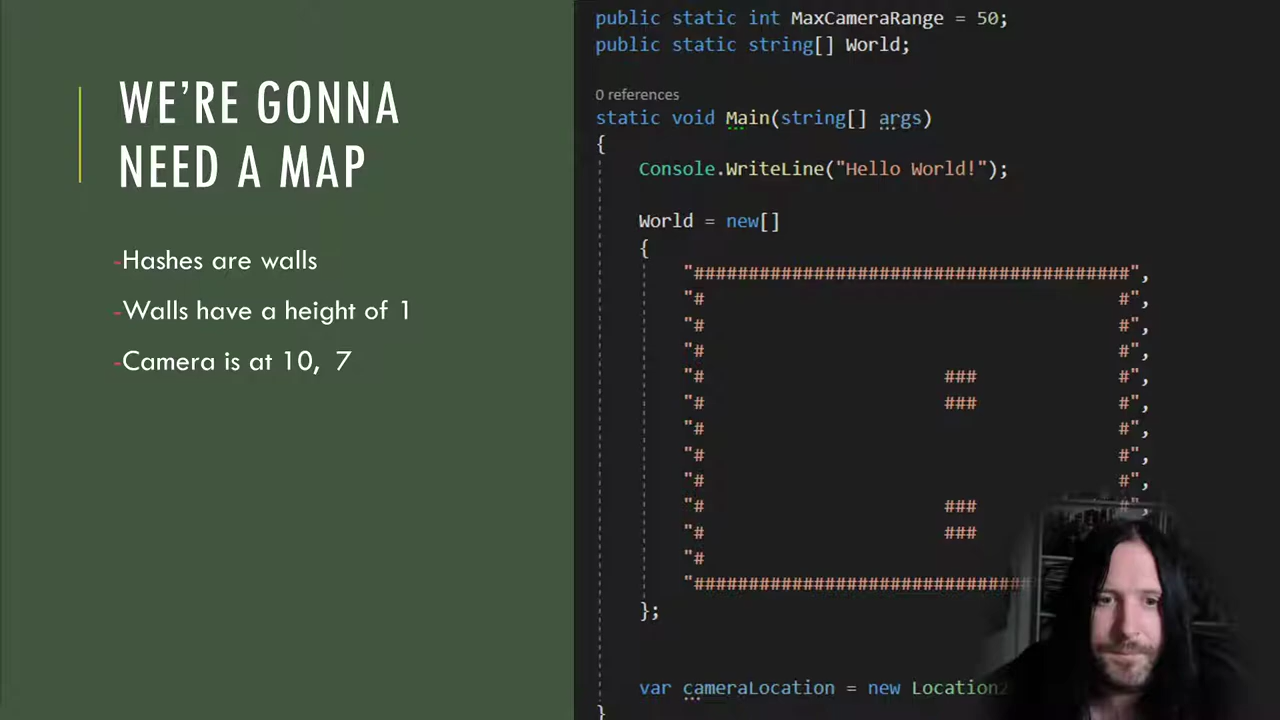 WE'RE GONNA
NEED A MAP
-Hashes are walls
-Walls have a height of 1
-Camera is at 10, 7
public static int MaxCameraRange = 50;
public static string[] World;
0 references
static void Main(string[] args)
{
Console.WriteLine("Hello World!");
World = new[]
{
"########################################",
"#                                      #",
"#                                      #",
"#                                      #",
"#                      ###             #",
"#                      ###             #",
"#                                      #",
"#                                      #",
"#                                      #",
"#                      ###             #",
"#                      ###
"#
"###############################
};
var cameraLocation = new Location2
}